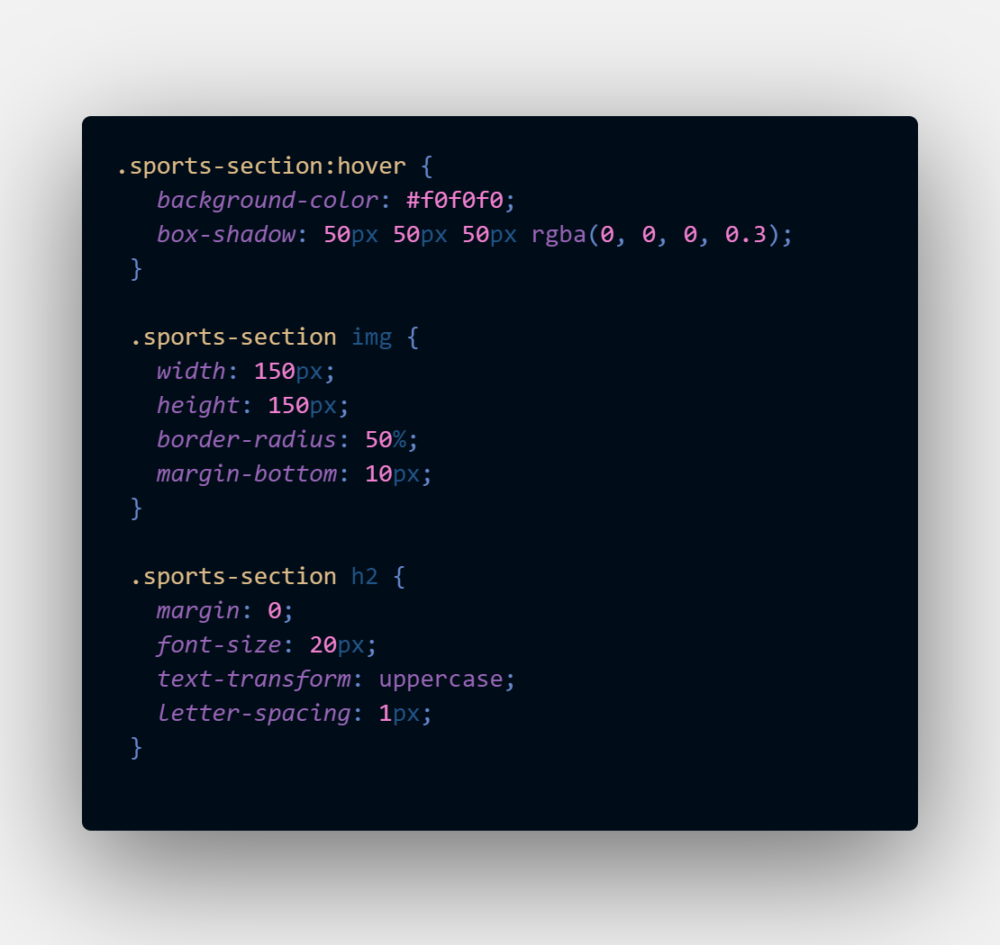 .sports-section:hover {
   background-color: #f0f0f0;
   box-shadow: 50px 50px 50px rgba(0, 0, 0, 0.3);
 }

 .sports-section img {
   width: 150px;
   height: 150px;
   border-radius: 50%;
   margin-bottom: 10px;
 }

 .sports-section h2 {
   margin: 0;
   font-size: 20px;
   text-transform: uppercase;
   letter-spacing: 1px;
 }